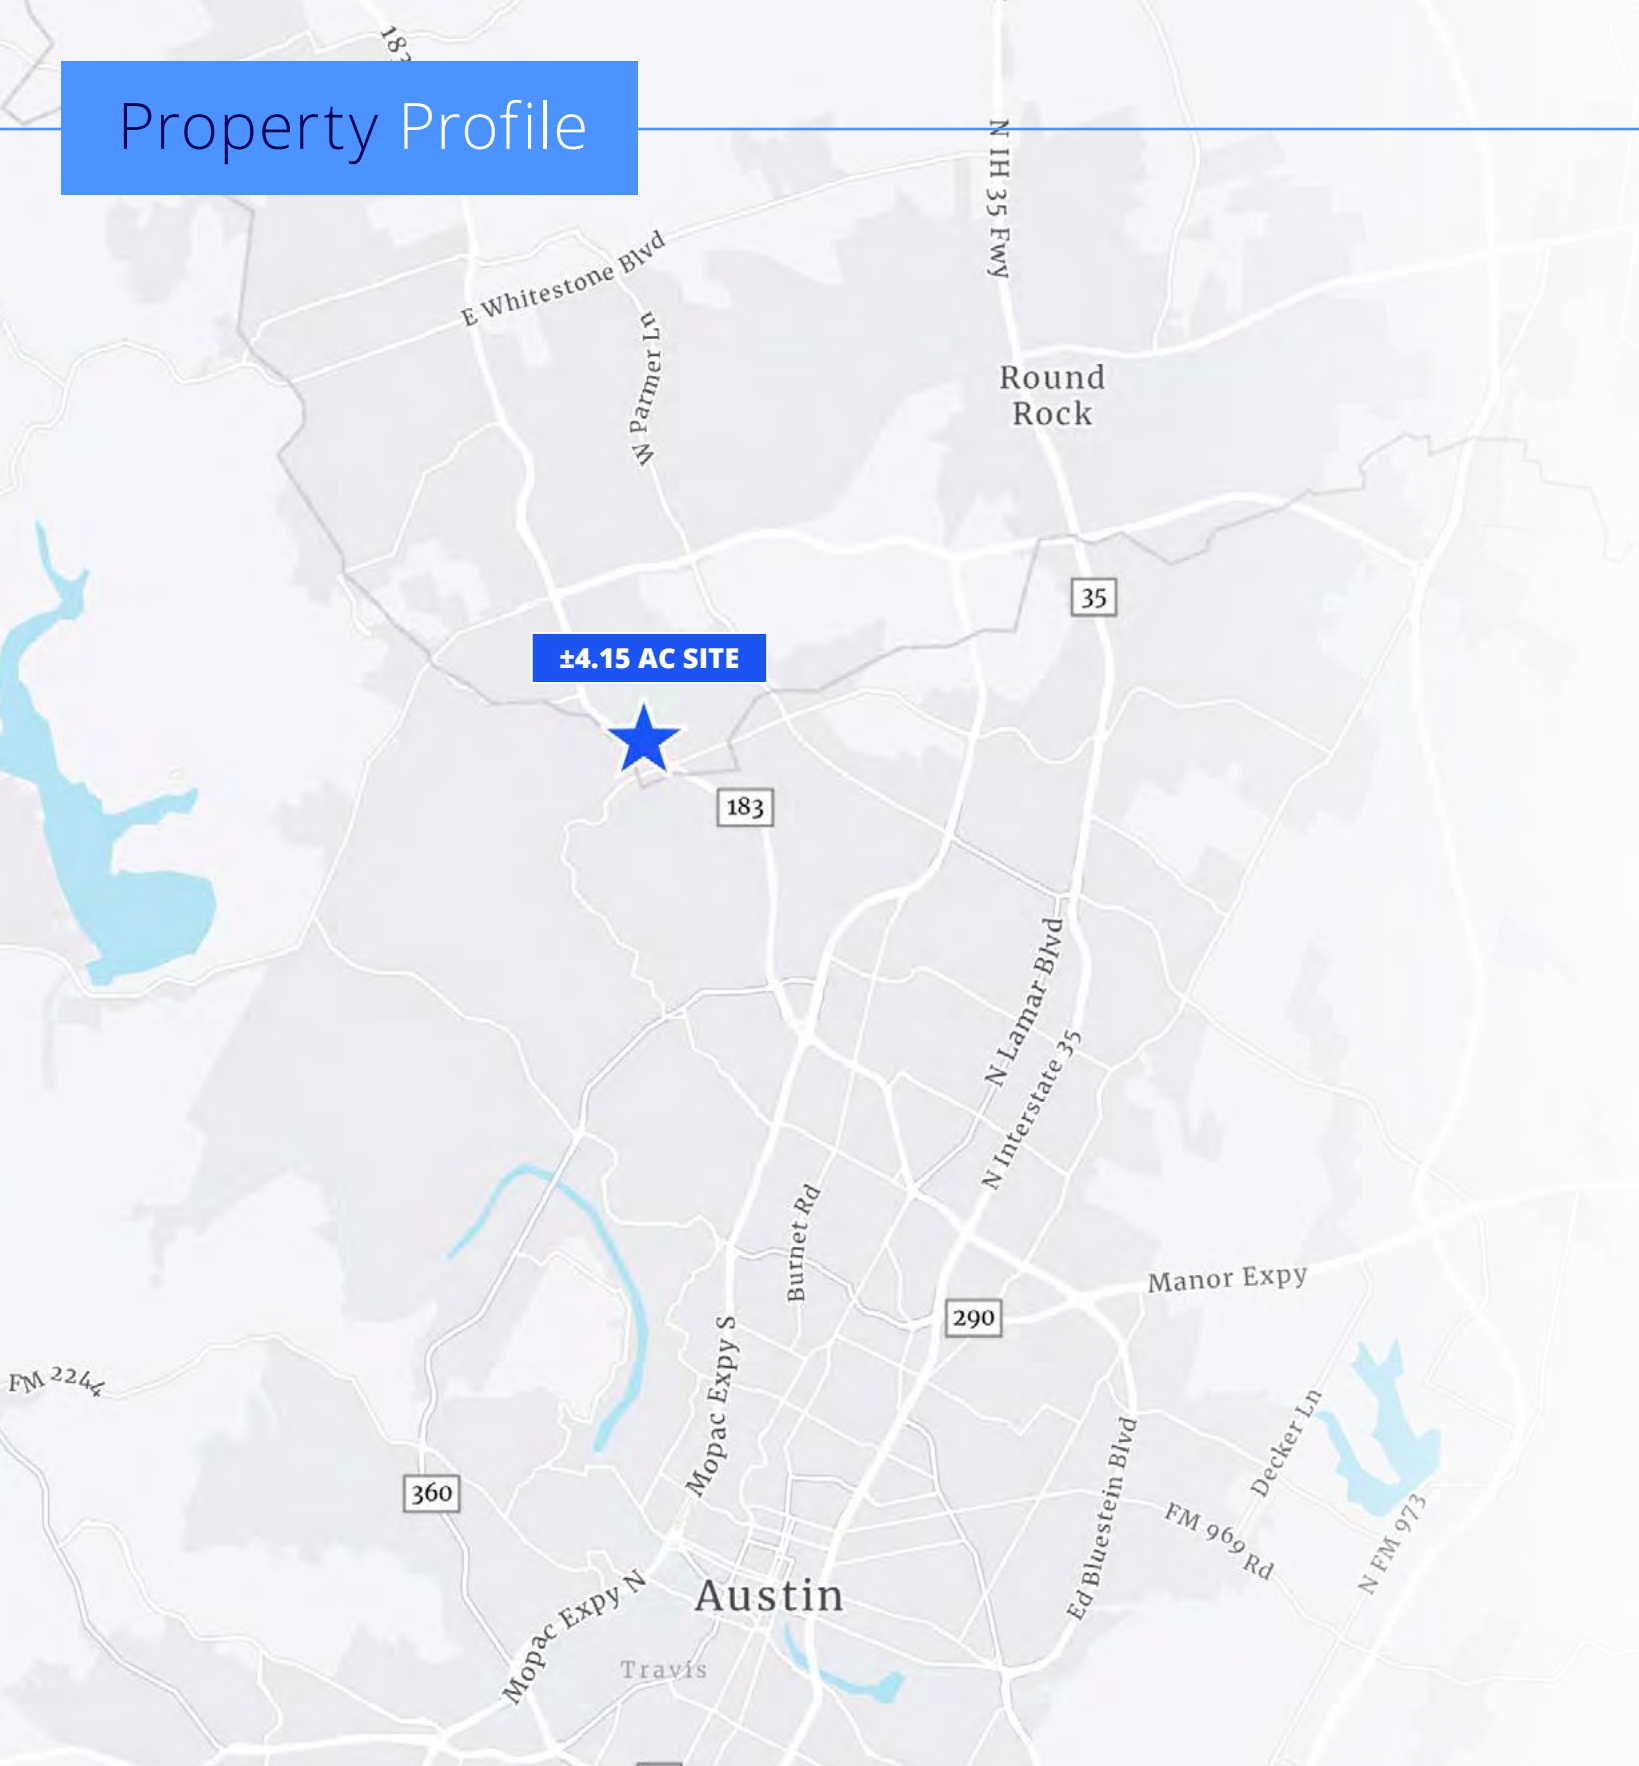 183
Property Profile
N IH 35 Fwy
E Whitestone Blvd
W Parmer Ln
Round
Rock
35
±4.15 AC SITE
183
N Lamar Blvd
N Interstate 35
Burnet Rd
Manor Expy
290
Mopac Expy S
FM 2244
Decker Ln
360
Ed Bluestein Blvd
FM 969 Rd
N FM 973
Mopac Expy N
Austin
Travis